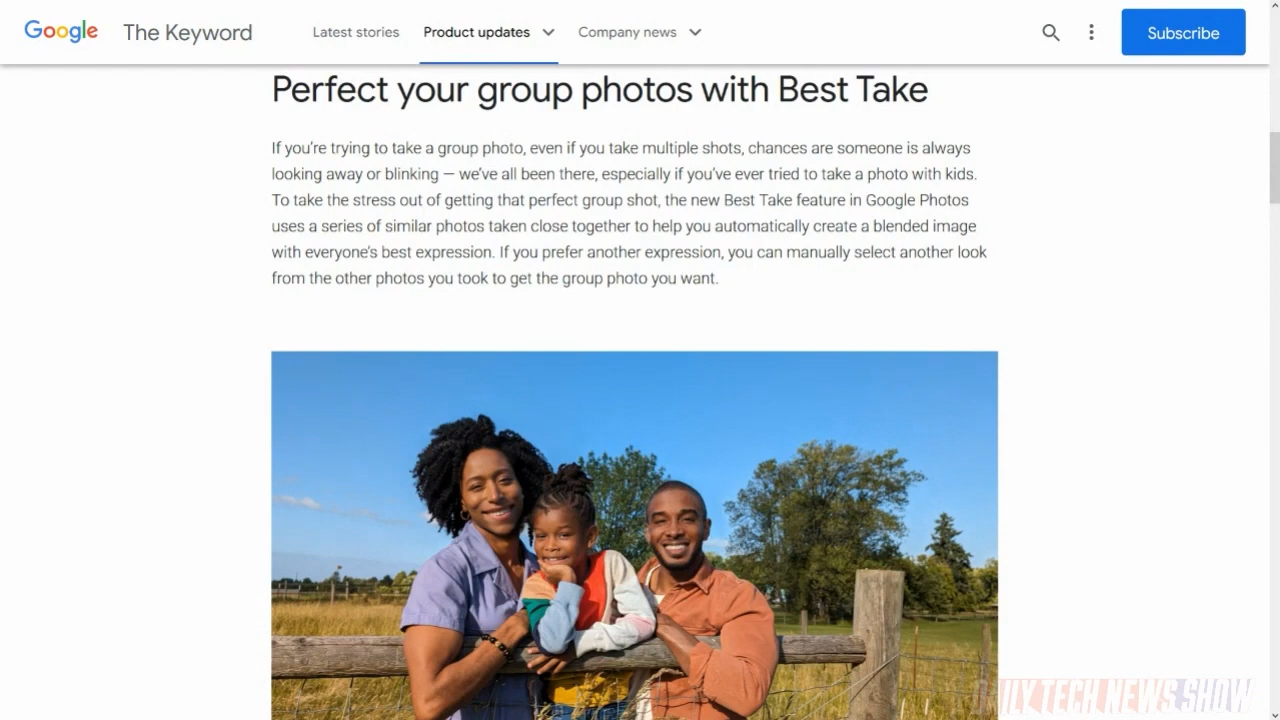 Google The Keyword Latest stories Product updates Company news Subscribe
Perfect your group photos with Best Take
If you're trying to take a group photo, even if you take multiple shots, chances are someone is always
looking away or blinking — we've all been there, especially if you've ever tried to take a photo with kids.
To take the stress out of getting that perfect group shot, the new Best Take feature in Google Photos
uses a series of similar photos taken close together to help you automatically create a blended image
with everyone's best expression. If you prefer another expression, you can manually select another look
from the other photos you took to get the group photo you want.
ILY TECH NEWS SHOW